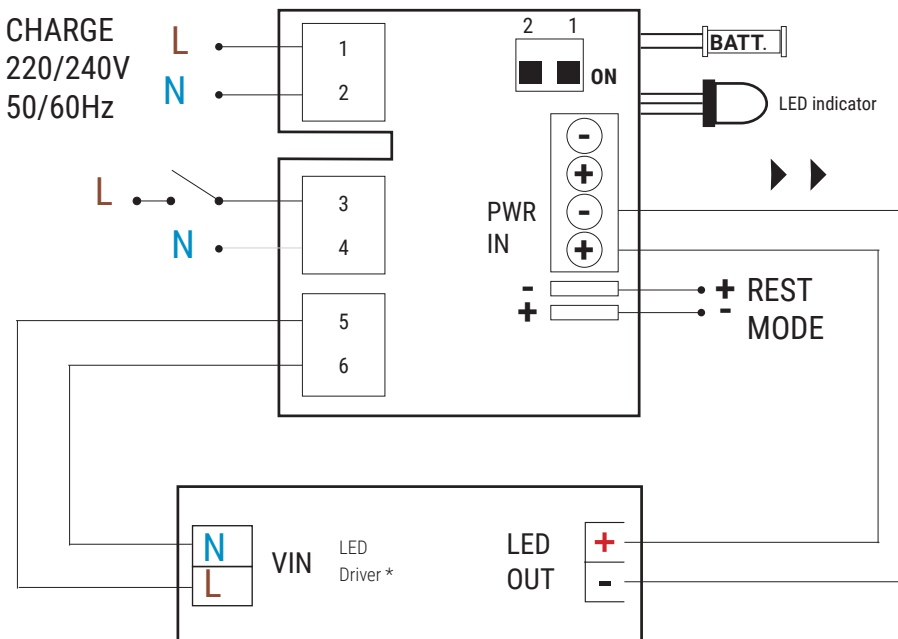 CHARGE
220/240V
50/60Hz
L
N
1
2
2 1
ON
BATT.
LED indicator
L
N
3
4
PWR
IN
-
+
-
+
- + REST
+ - MODE
5
6
N
L
VIN
LED
Driver *
LED
OUT
+
-